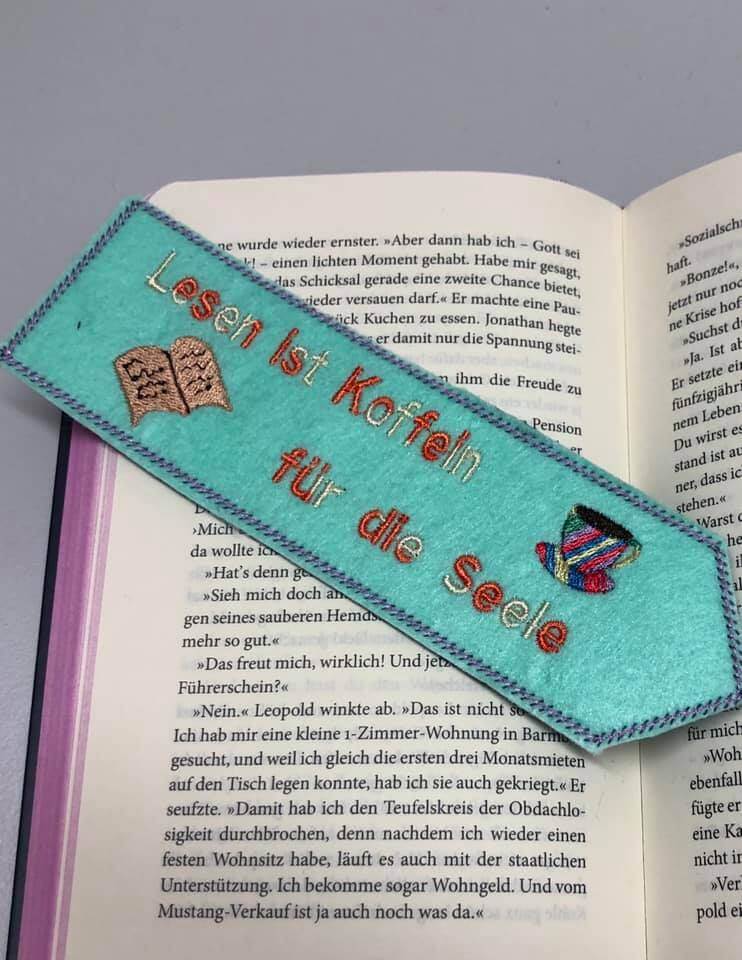 Lesen Ist Koffein
für die Seele
ne wurde wieder ernster. »Aber dann hab ich – Gott sei
– einen lichten Moment gehabt. Habe mir gesagt,
das Schicksal gerade eine zweite Chance bietet,
wieder versauen darf.« Er machte eine Pau-
Kuchen zu essen. Jonathan hegte
er damit nur die Spannung stei-
ihm die Freude zu
Pension
er
›Mich
da wollte ich
»Hat's denn ge
»Sieh mich doch an
gen seines sauberen Hemds
mehr so gut.«
»Das freut mich, wirklich! Und jetz
Führerschein?«
»Nein.« Leopold winkte ab. »Das ist nicht so
Ich hab mir eine kleine 1-Zimmer-Wohnung in Barm
gesucht, und weil ich gleich die ersten drei Monatsmieten
auf den Tisch legen konnte, hab ich sie auch gekriegt.« Er
seufzte. »Damit hab ich den Teufelskreis der Obdachlo-
sigkeit durchbrochen, denn nachdem ich wieder einen
festen Wohnsitz habe, läuft es auch mit der staatlichen
Unterstützung. Ich bekomme sogar Wohngeld. Und vom
Mustang-Verkauf ist ja auch noch was da.«
»Sozialsch
haft.
»Bonze!«,
jetzt nur noc
ne Krise hof
»Suchst d
»Ja. Ist ab
Er setzte ein
fünfzigjähri
nem Leben
Du wirst es
stand ist au
ner, dass ic
stehen.«
Warst d
he
für mich
»Woh
ebenfall
fügte er
eine Ka
nicht in
»Ver
pold ei